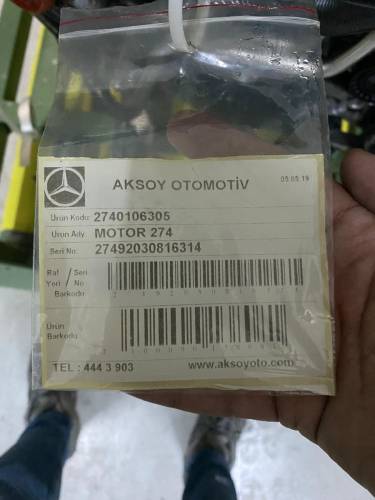 AKSOY OTOMOTİV
05.05.19
Ürün Kodu: 2740106305
Ürün Adı: MOTOR 274
Seri No: 27492030816314
Raf / Seri
Yeri / No
Barkodu
Ürün
Barkodu
TEL : 444 3 903
www.aksoyoto.com